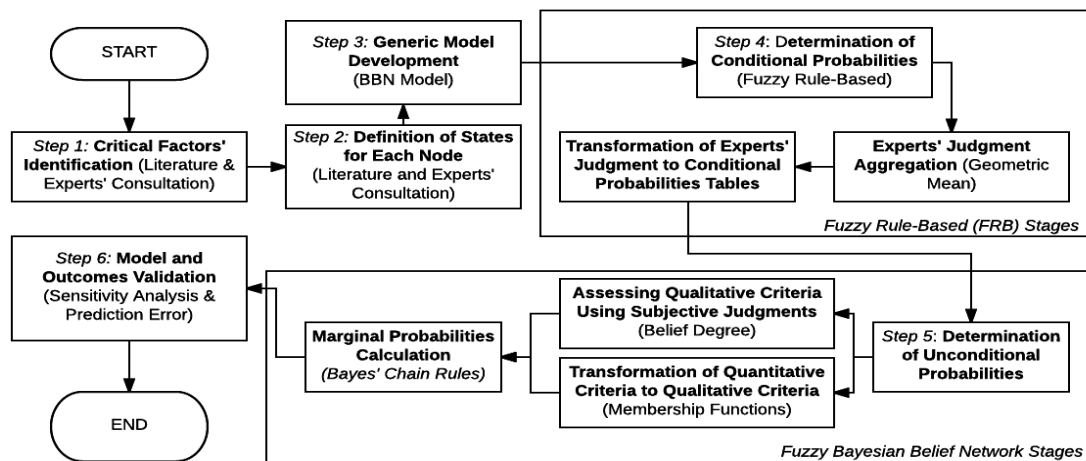 START
Step 1: Critical Factors'
Identification (Literature &
Experts' Consultation)
Step 2: Definition of States
for Each Node
(Literature and Experts'
Consultation)
Step 3: Generic Model
Development
(BBN Model)
Step 4: Determination of
Conditional Probabilities
(Fuzzy Rule-Based)
Experts' Judgment
Aggregation (Geometric
Mean)
Transformation of Experts'
Judgment to Conditional
Probabilities Tables
Fuzzy Rule-Based (FRB) Stages
Step 5: Determination
of Unconditional
Probabilities
Assessing Qualitative Criteria
Using Subjective Judgments
(Belief Degree)
Transformation of Quantitative
Criteria to Qualitative Criteria
(Membership Functions)
Marginal Probabilities
Calculation
(Bayes' Chain Rules)
Fuzzy Bayesian Belief Network Stages
Step 6: Model and
Outcomes Validation
(Sensitivity Analysis &
Prediction Error)
END